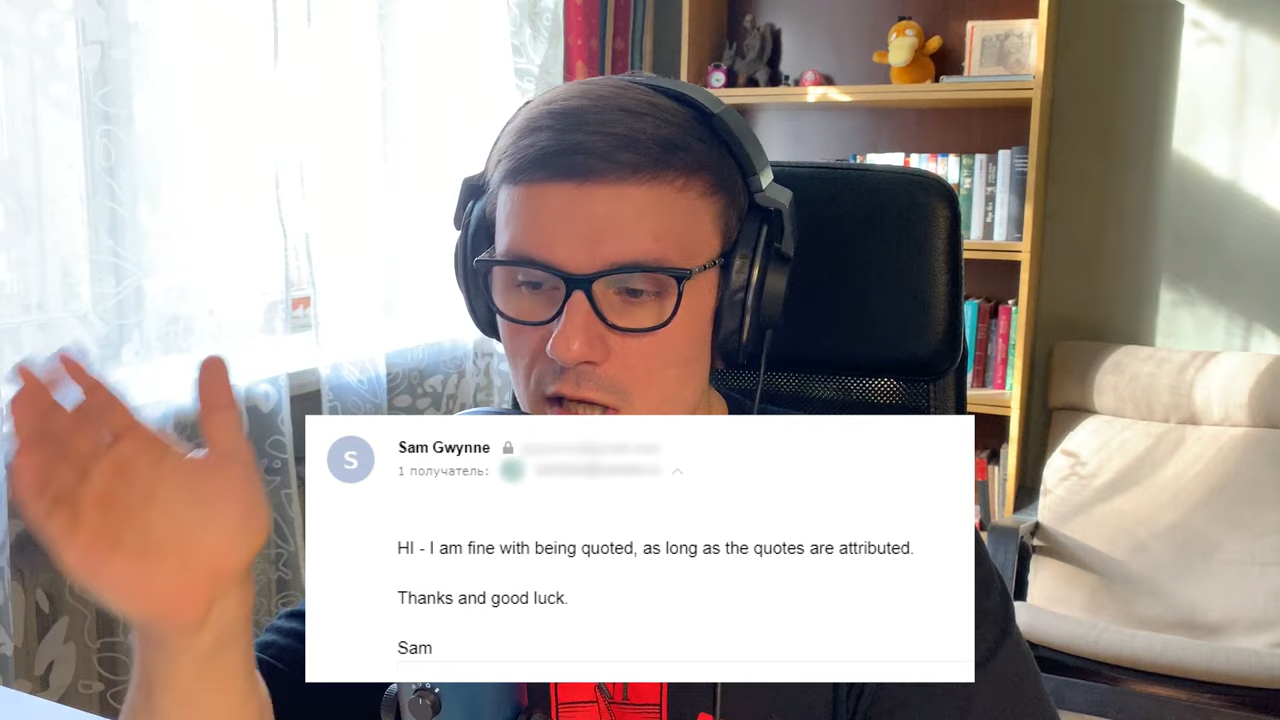 S
Sam Gwynne
1 получатель:
HI - I am fine with being quoted, as long as the quotes are attributed.
Thanks and good luck.
Sam